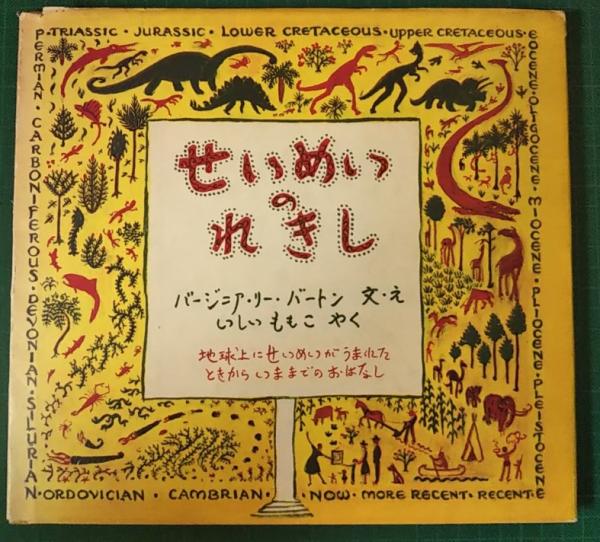 PERMIAN · CARBONIFEROUS · DEVONIAN · SILURIAN ·
· TRIASSIC · JURASSIC · LOWER CRETACEOUS · UPPER CRETACEOUS ·
EOCENE · OLIGOCENE · MIOCENE · PLIOCENE · PLEISTOCENE
せいめい
の
れきし
バージニア・リー・バートン 文・え
いしい ももこ やく
地球上にせいめいがうまれた
ときから いままでの おはなし
ORDOVICIAN · CAMBRIAN · NOW · MORE RECENT · RECENT ·